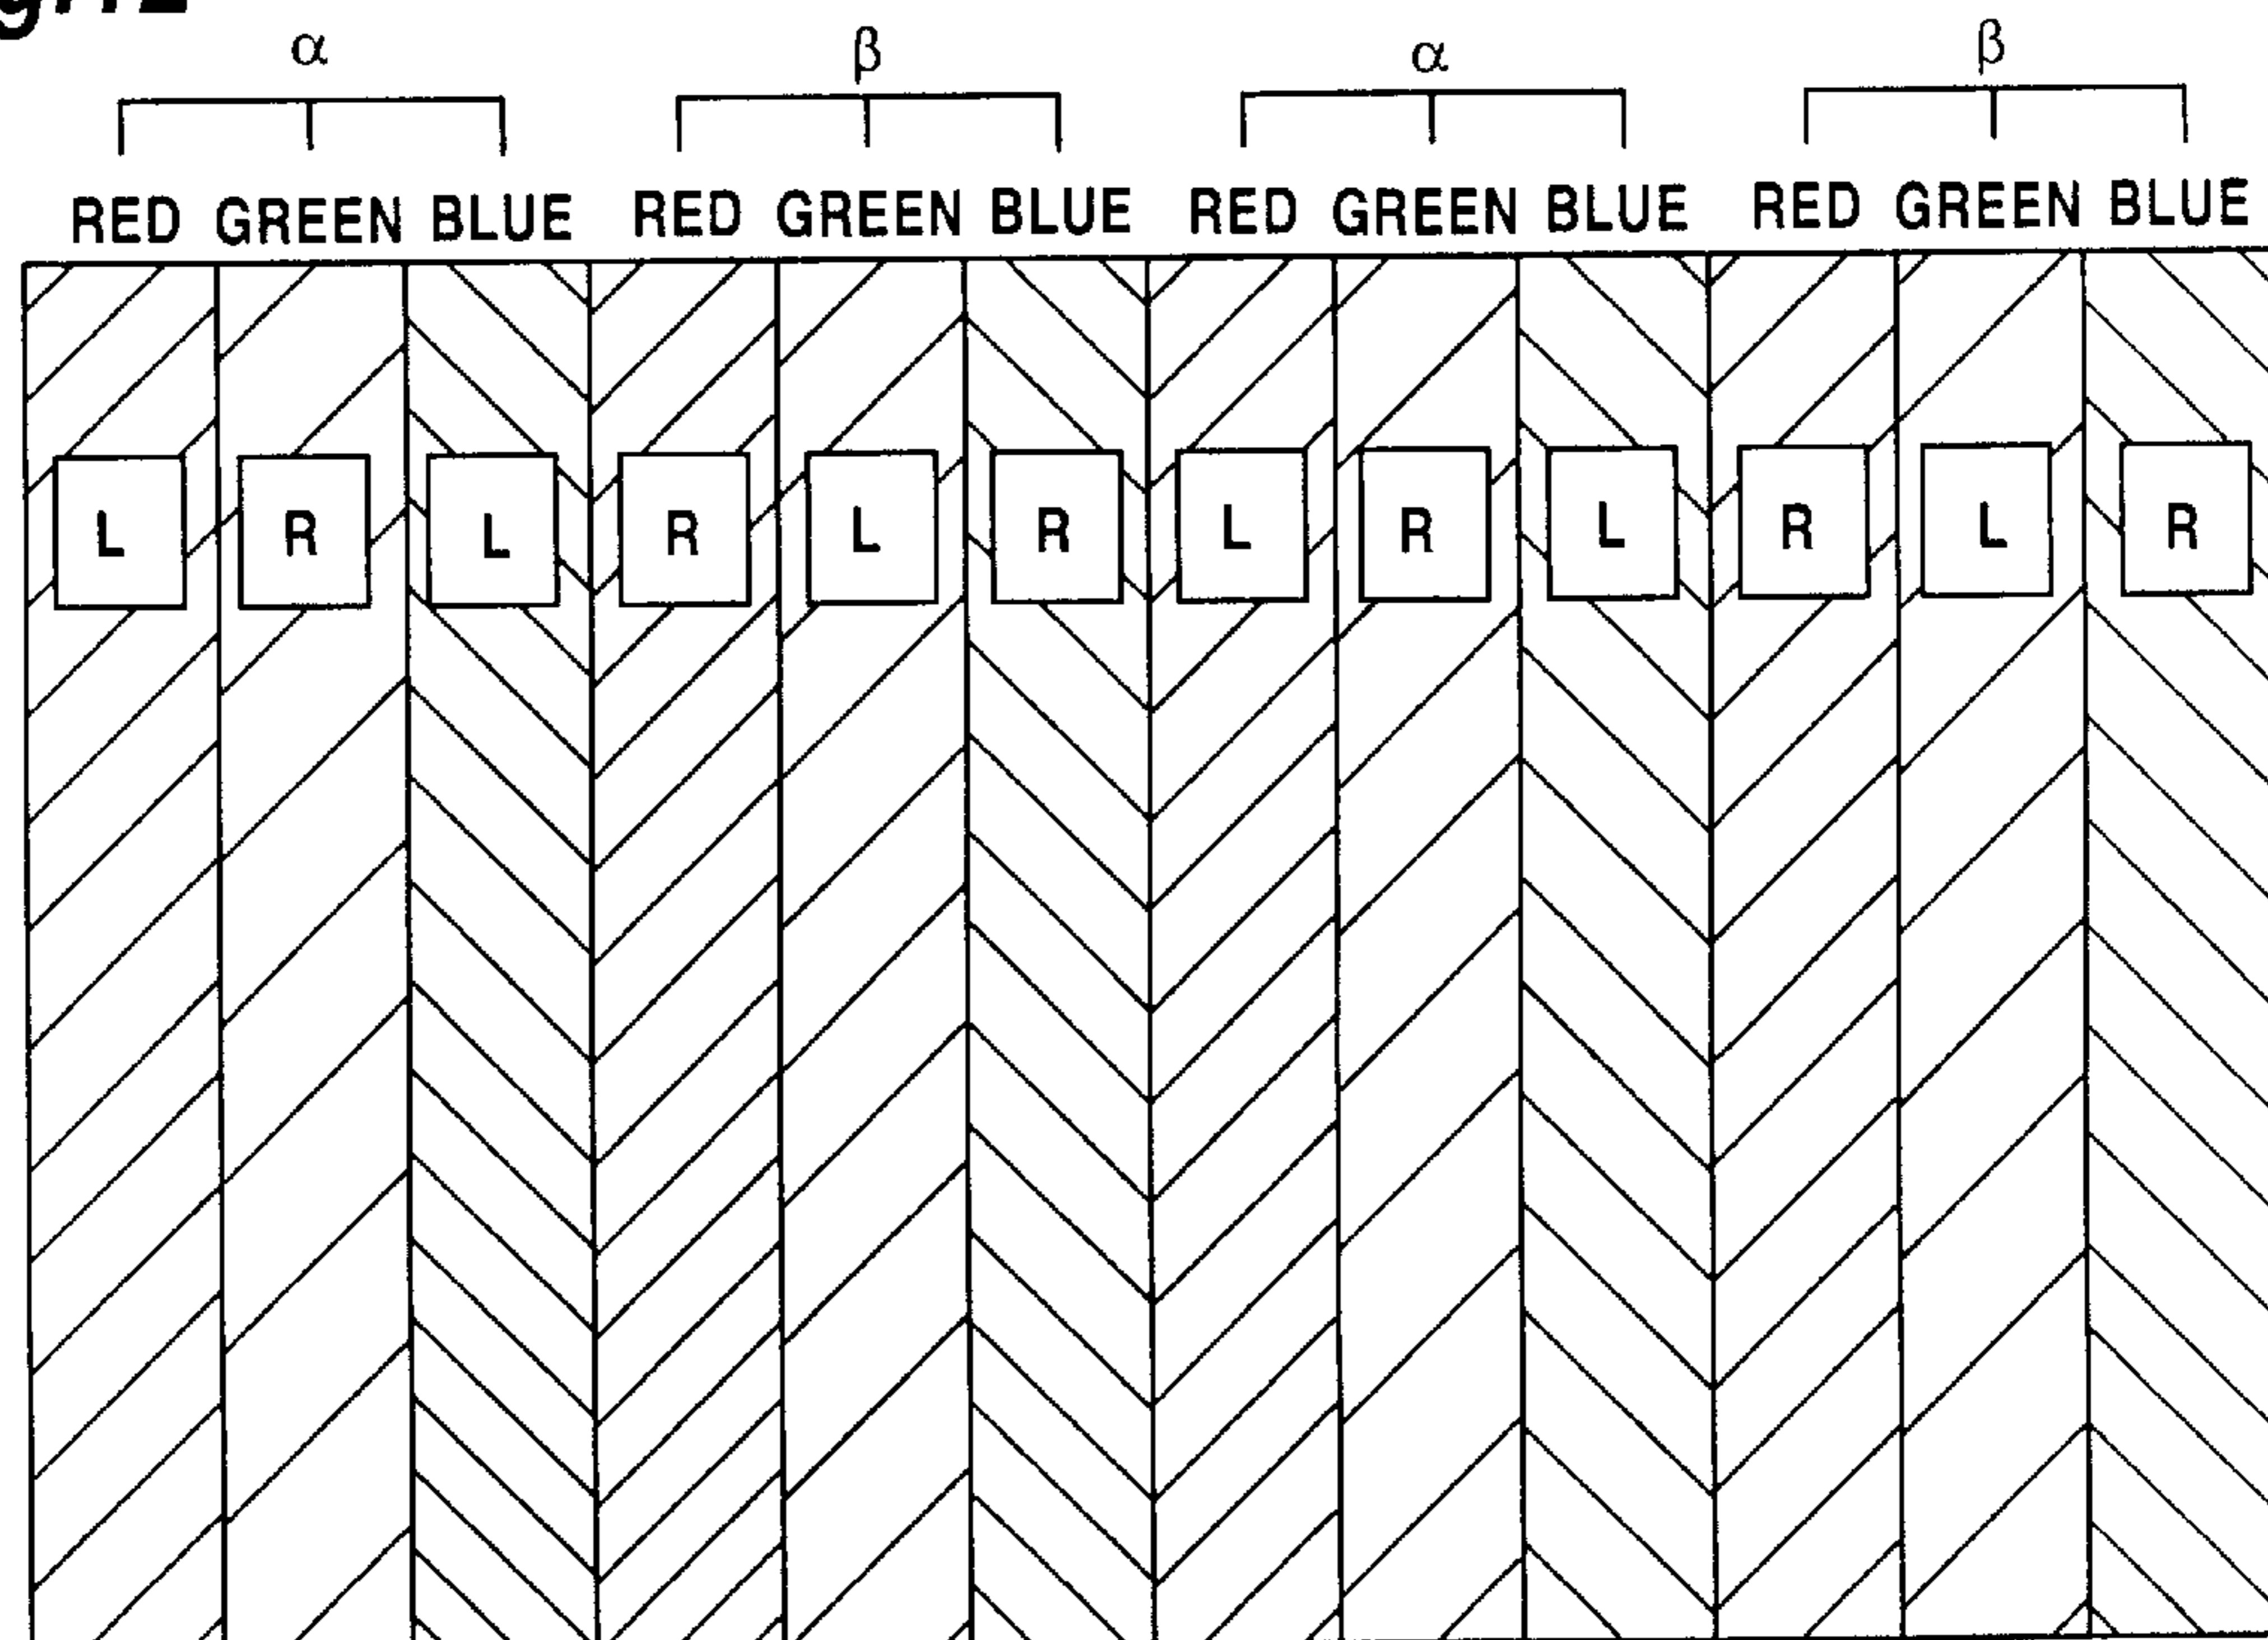 α β α β
RED GREEN BLUE RED GREEN BLUE RED GREEN BLUE RED GREEN BLUE
L R L R L R L R L R L R